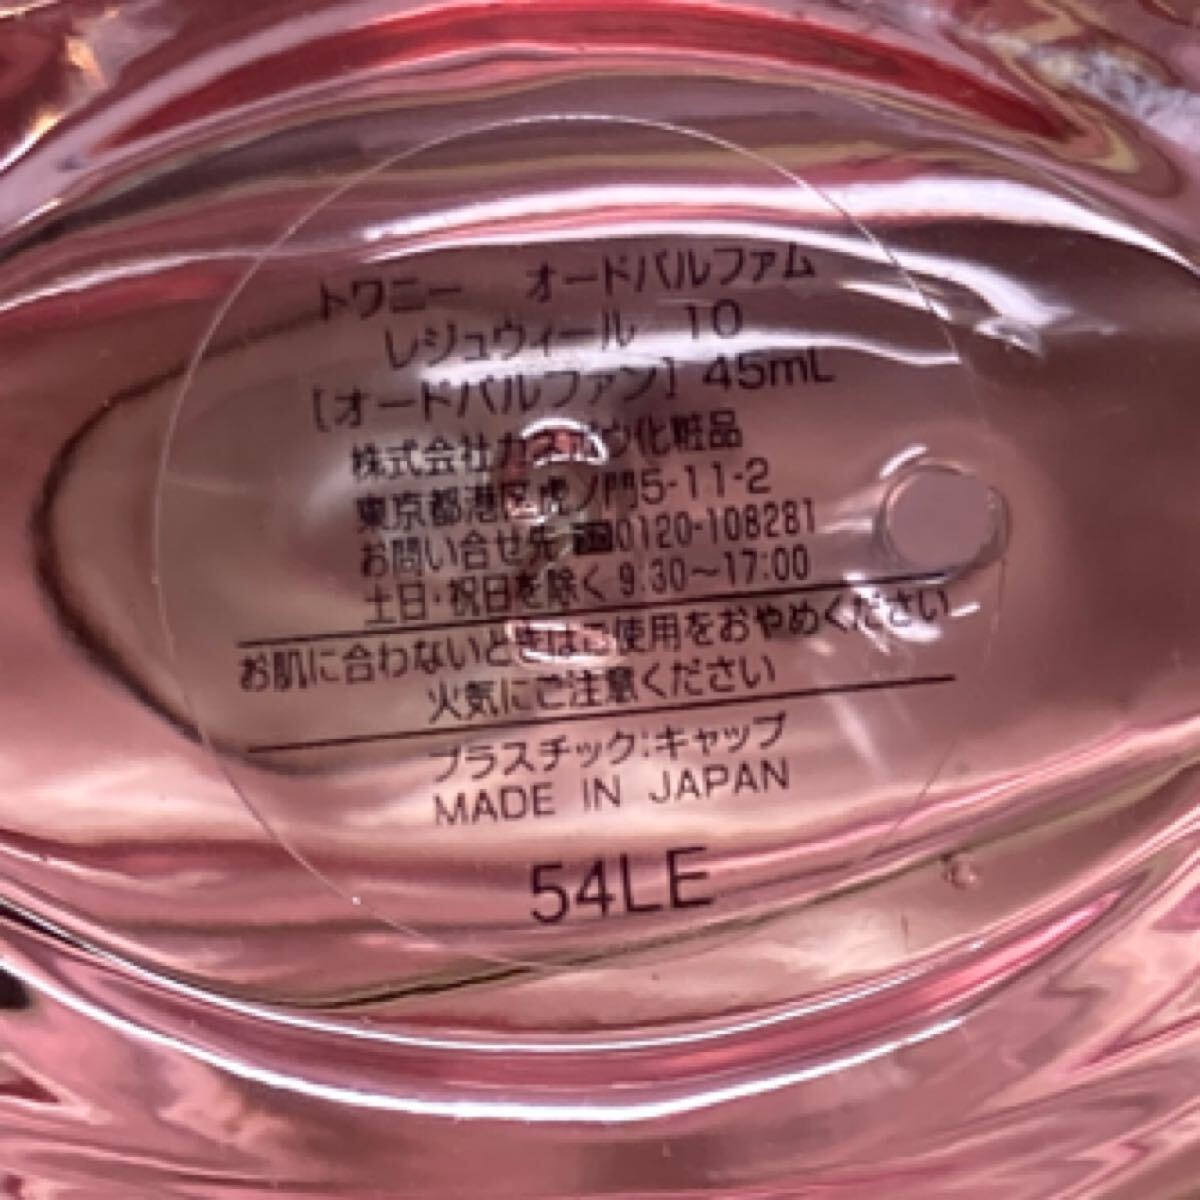 トワニー　オードパルファム
レジュウィール　10
[オードパルファン] 45mL
株式会社カネボウ化粧品
東京都港区虎ノ門5-11-2
お問い合せ先 0120-108281
土日・祝日を除く 9:30～17:00
お肌に合わないときはご使用をおやめください
火気にご注意ください
プラスチック:キャップ
MADE IN JAPAN
54LE